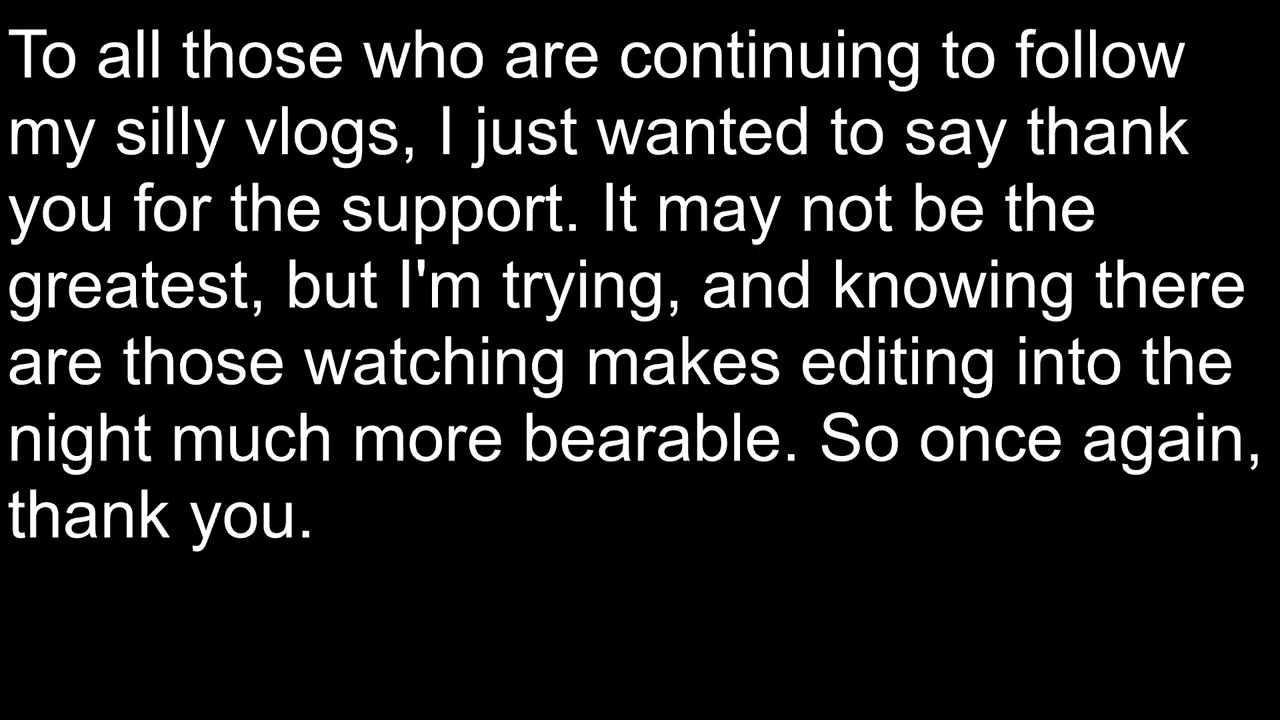 To all those who are continuing to follow
my silly vlogs, I just wanted to say thank
you for the support. It may not be the
greatest, but I'm trying, and knowing there
are those watching makes editing into the
night much more bearable. So once again,
thank you.